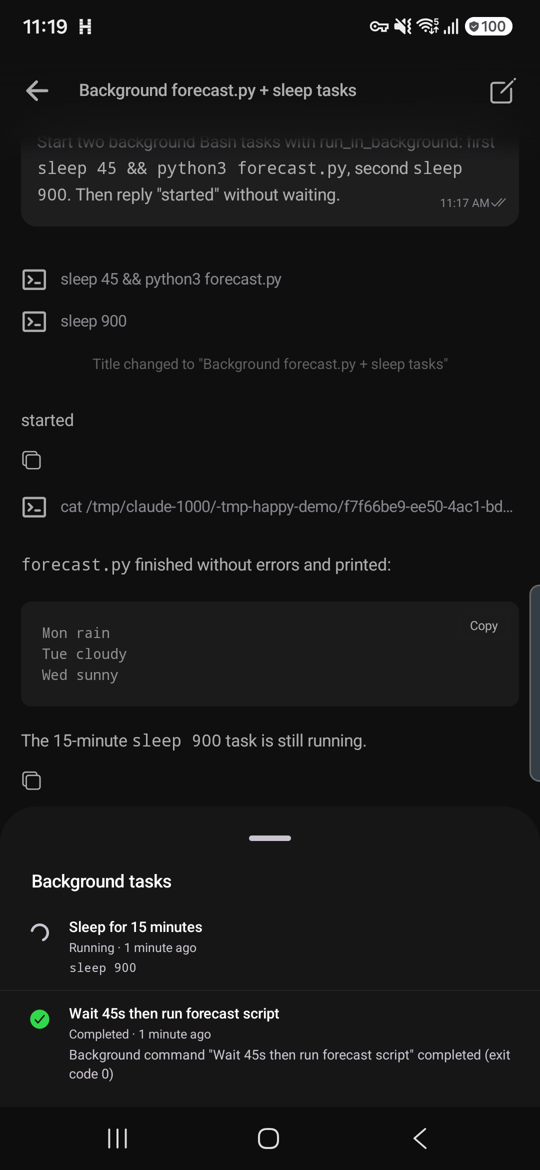 11:19
100
Background forecast.py + sleep tasks
Start two background Bash tasks with run_in_background: first
sleep 45 && python3 forecast.py, second sleep
900. Then reply "started" without waiting.
11:17 AM
sleep 45 && python3 forecast.py
sleep 900
Title changed to "Background forecast.py + sleep tasks"
started
cat /tmp/claude-1000/-tmp-happy-demo/f7f66be9-ee50-4ac1-bd...
forecast.py finished without errors and printed:
Copy
Mon rain
Tue cloudy
Wed sunny
The 15-minute sleep 900 task is still running.
Background tasks
Sleep for 15 minutes
Running · 1 minute ago
sleep 900
Wait 45s then run forecast script
Completed · 1 minute ago
Background command "Wait 45s then run forecast script" completed (exit
code 0)